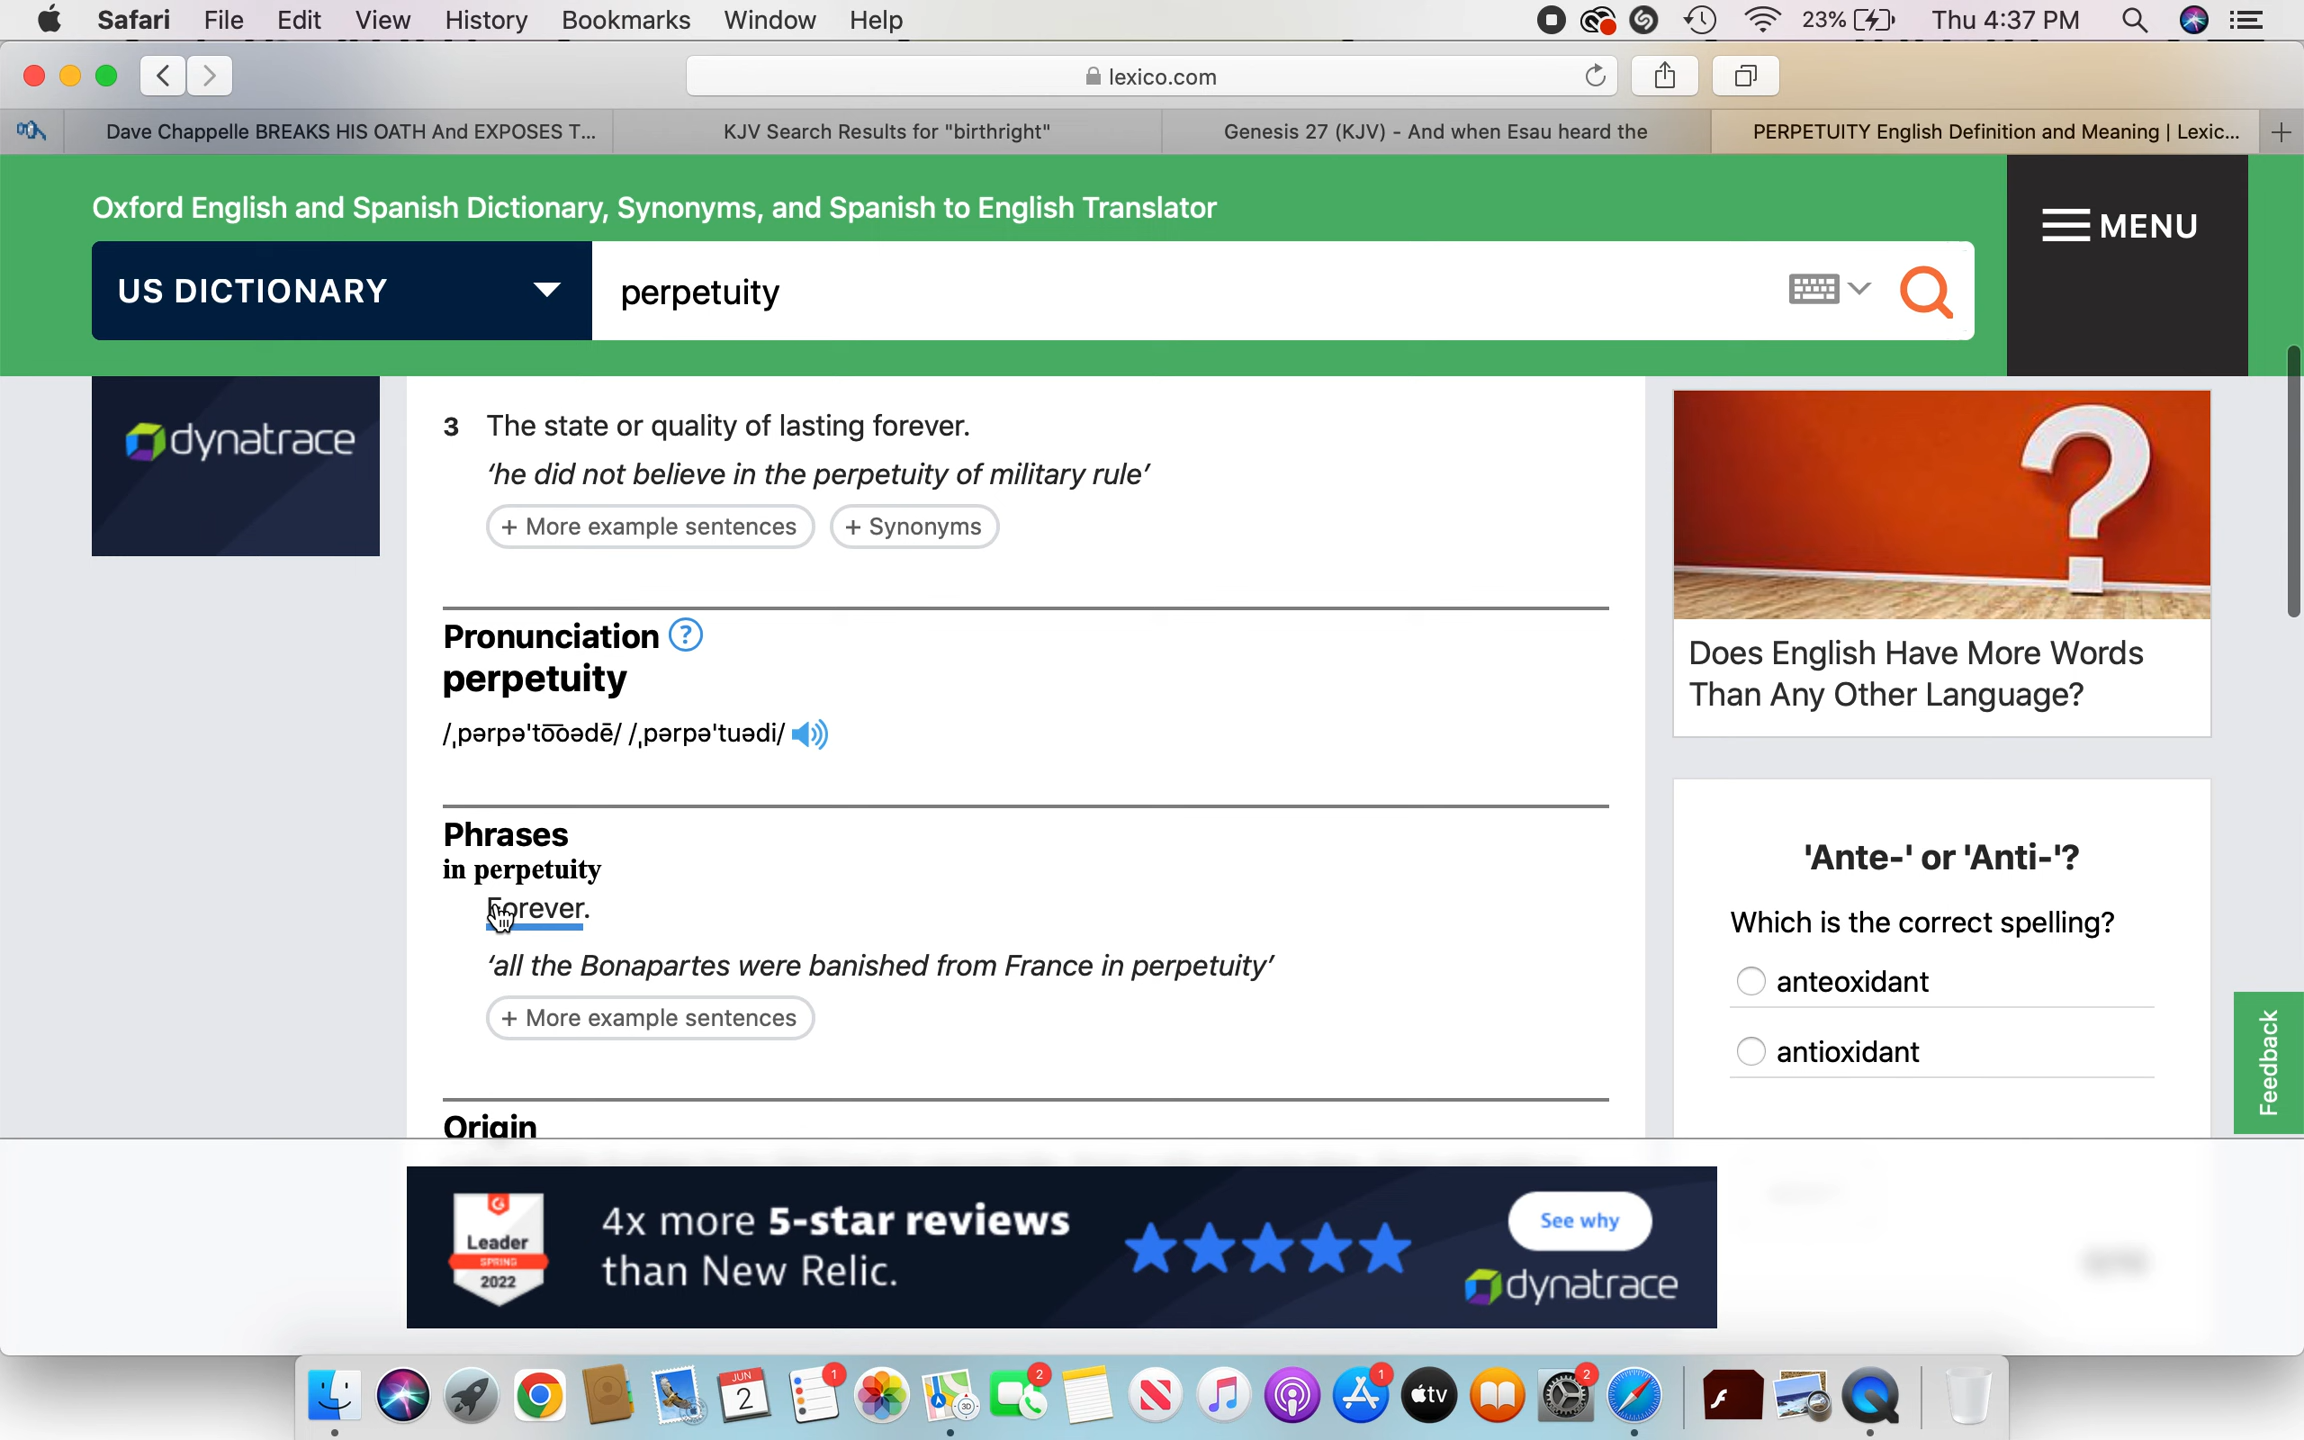 Safari File Edit View History Bookmarks Window Help 23% Thu 4:37 PM
lexico.com
Dave Chappelle BREAKS HIS OATH And EXPOSES T... KJV Search Results for "birthright" Genesis 27 (KJV) - And when Esau heard the PERPETUITY English Definition and Meaning | Lexic...
Oxford English and Spanish Dictionary, Synonyms, and Spanish to English Translator
US DICTIONARY perpetuity
MENU
dynatrace
3 The state or quality of lasting forever.
'he did not believe in the perpetuity of military rule'
+ More example sentences + Synonyms
Pronunciation ?
perpetuity
/ˌpərpəˈto͞oədē/ /ˌpərpəˈtuədi/
Phrases
in perpetuity
Forever.
'all the Bonapartes were banished from France in perpetuity'
+ More example sentences
Origin
?
Does English Have More Words
Than Any Other Language?
'Ante-' or 'Anti-'?
Which is the correct spelling?
anteoxidant
antioxidant
Feedback
Leader
SPRING
2022
4x more 5-star reviews
than New Relic.
See why
dynatrace
JUN
2
1
3D
2
1
tv
2